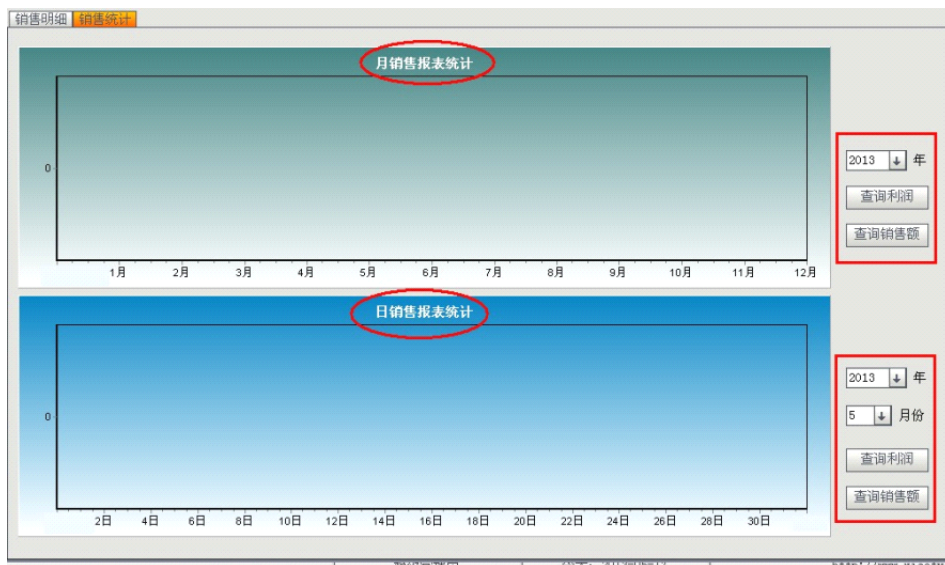 销售明细 销售统计
月销售报表统计
0
1月 2月 3月 4月 5月 6月 7月 8月 9月 10月 11月 12月
2013 年
查询利润
查询销售额
日销售报表统计
0
2日 4日 6日 8日 10日 12日 14日 16日 18日 20日 22日 24日 26日 28日 30日
2013 年
5 月份
查询利润
查询销售额